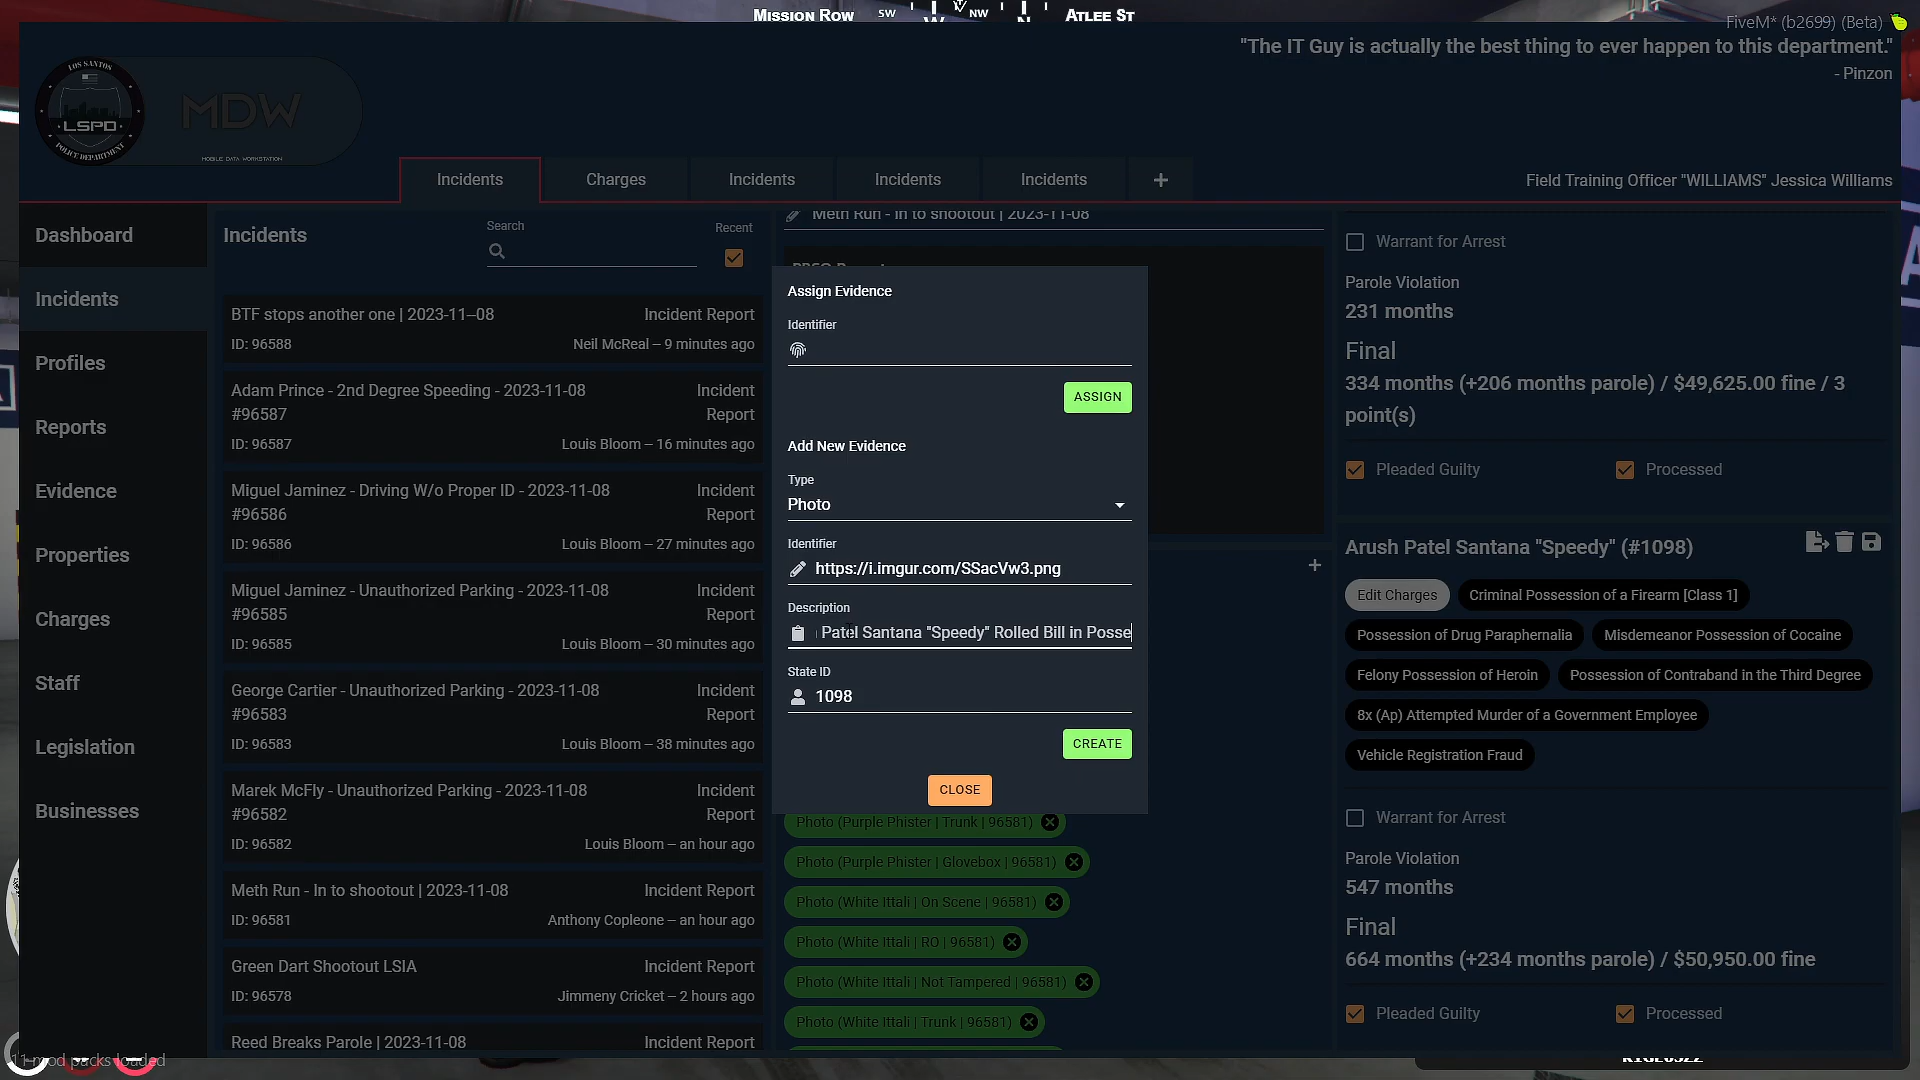 Mission Row SW W NW N Atlee St
FiveM* (b2699) (Beta)
"The IT Guy is actually the best thing to ever happen to this department."
- Pinzon
LOS SANTOS
LSPD
POLICE DEPARTMENT
MDW
MOBILE DATA WORKSTATION
Incidents
Charges
Incidents
Incidents
Incidents
+
Field Training Officer "WILLIAMS" Jessica Williams
Dashboard
Incidents
Profiles
Reports
Evidence
Properties
Charges
Staff
Legislation
Businesses
Incidents
Search
Recent
BTF stops another one | 2023-11--08
Incident Report
ID: 96588
Neil McReal – 9 minutes ago
Adam Prince - 2nd Degree Speeding - 2023-11-08
#96587
Incident
Report
ID: 96587
Louis Bloom – 16 minutes ago
Miguel Jaminez - Driving W/o Proper ID - 2023-11-08
#96586
Incident
Report
ID: 96586
Louis Bloom – 27 minutes ago
Miguel Jaminez - Unauthorized Parking - 2023-11-08
#96585
Incident
Report
ID: 96585
Louis Bloom – 30 minutes ago
George Cartier - Unauthorized Parking - 2023-11-08
#96583
Incident
Report
ID: 96583
Louis Bloom – 38 minutes ago
Marek McFly - Unauthorized Parking - 2023-11-08
#96582
Incident
Report
ID: 96582
Louis Bloom – an hour ago
Meth Run - In to shootout | 2023-11-08
Incident Report
ID: 96581
Anthony Copleone – an hour ago
Green Dart Shootout LSIA
Incident Report
ID: 96578
Jimmeny Cricket – 2 hours ago
Reed Breaks Parole | 2023-11-08
Incident Report
11 mod packs loaded
Meth Run - In to shootout | 2023-11-08
Assign Evidence
Identifier
ASSIGN
Add New Evidence
Type
Photo
Identifier
https://i.imgur.com/SSacVw3.png
Description
Patel Santana "Speedy" Rolled Bill in Posse
State ID
1098
CREATE
CLOSE
+
Photo (Purple Phister | Trunk | 96581)
Photo (Purple Phister | Glovebox | 96581)
Photo (White Ittali | On Scene | 96581)
Photo (White Ittali | RO | 96581)
Photo (White Ittali | Not Tampered | 96581)
Photo (White Ittali | Trunk | 96581)
Warrant for Arrest
Parole Violation
231 months
Final
334 months (+206 months parole) / $49,625.00 fine / 3
point(s)
Pleaded Guilty
Processed
Arush Patel Santana "Speedy" (#1098)
Edit Charges
Criminal Possession of a Firearm [Class 1]
Possession of Drug Paraphernalia
Misdemeanor Possession of Cocaine
Felony Possession of Heroin
Possession of Contraband in the Third Degree
8x (Ap) Attempted Murder of a Government Employee
Vehicle Registration Fraud
Warrant for Arrest
Parole Violation
547 months
Final
664 months (+234 months parole) / $50,950.00 fine
Pleaded Guilty
Processed